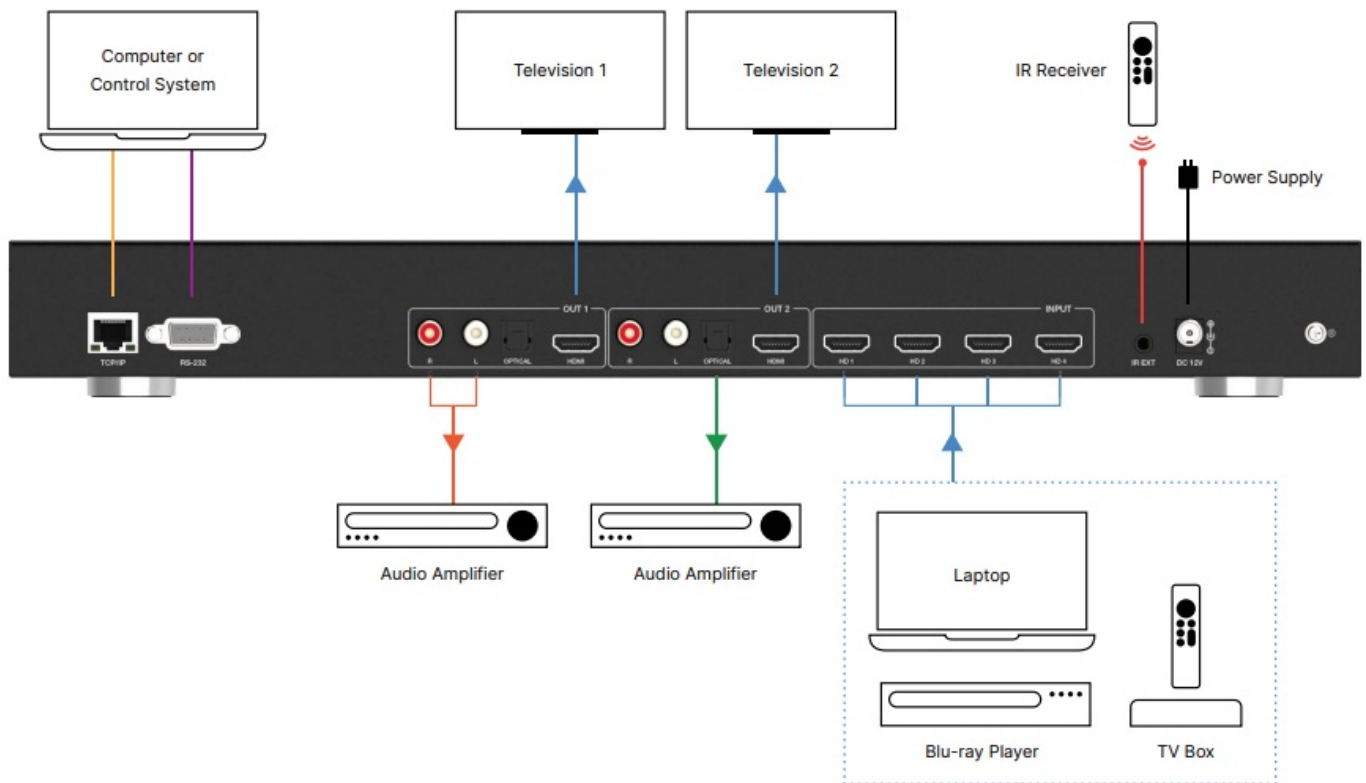 Computer or
Control System
Television 1
Television 2
IR Receiver
Power Supply
OUT 1
OUT 2
INPUT
R
L
OPTICAL
HDMI
R
L
OPTICAL
HDMI
HD 1
HD 2
HD 3
HD 4
TCP/IP
RS-232
IR EXT
DC 12V
Audio Amplifier
Audio Amplifier
Laptop
Blu-ray Player
TV Box